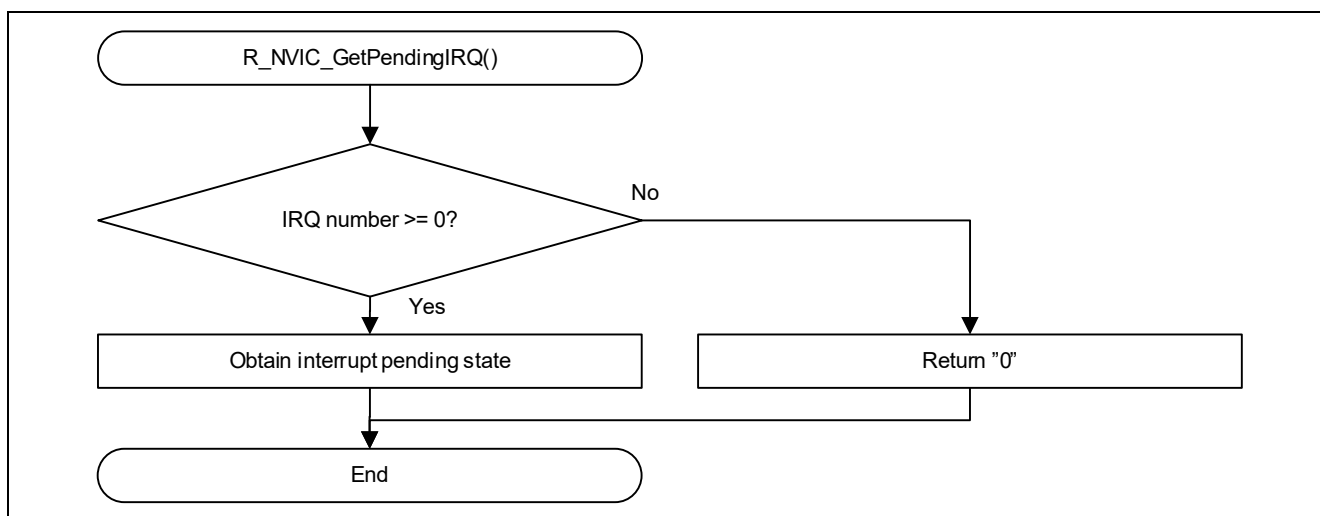 R_NVIC_GetPendingIRQ()
No
IRQ number >= 0?
Yes
Obtain interrupt pending state
Return ”0”
End